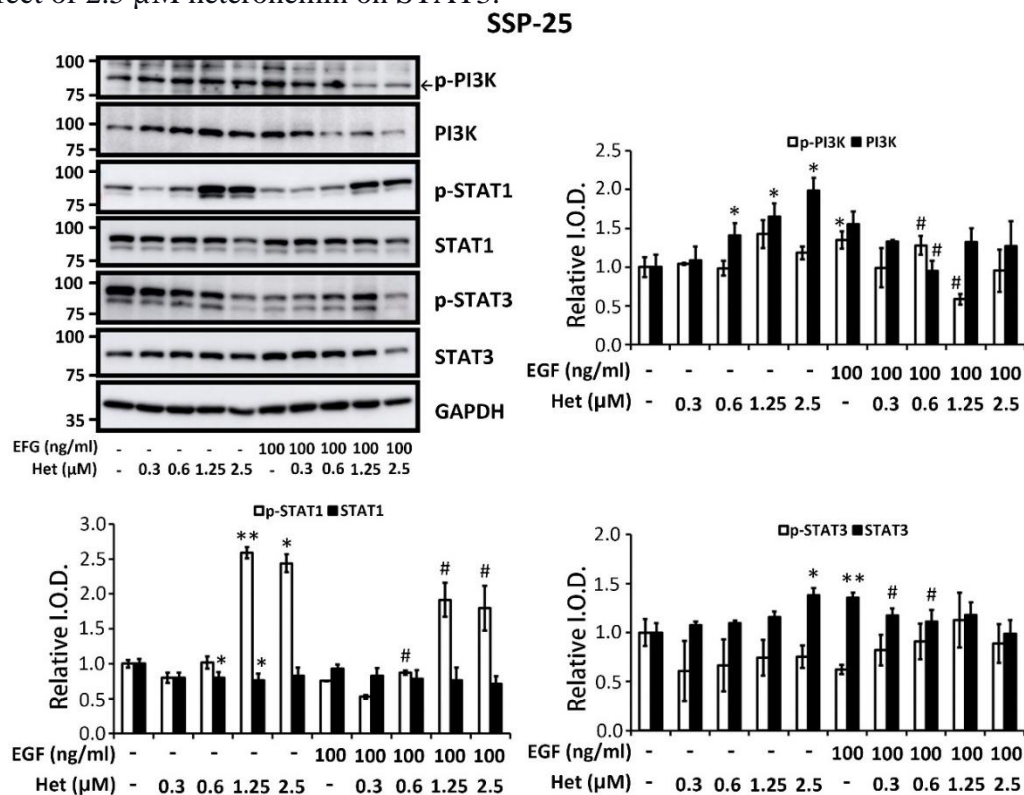 effect of 2.5 µM heteronemin on STAT3.
SSP-25
100
75
←p-PI3K
100
75
PI3K
100
75
p-STAT1
100
75
STAT1
100
75
p-STAT3
100
75
STAT3
35
GAPDH
EFG (ng/ml) - - - - - 100 100 100 100 100
Het (µM) - 0.3 0.6 1.25 2.5 - 0.3 0.6 1.25 2.5
p-PI3K PI3K
Relative I.O.D.
2.5
2.0
1.5
1.0
0.5
0.0
* * * * # # #
EGF (ng/ml) - - - - - 100 100 100 100 100
Het (µM) - 0.3 0.6 1.25 2.5 - 0.3 0.6 1.25 2.5
p-STAT1 STAT1
Relative I.O.D.
3.0
2.5
2.0
1.5
1.0
0.5
0.0
* ** * * # # #
EGF (ng/ml) - - - - - 100 100 100 100 100
Het (µM) - 0.3 0.6 1.25 2.5 - 0.3 0.6 1.25 2.5
p-STAT3 STAT3
Relative I.O.D.
2.0
1.5
1.0
0.5
0.0
* ** # #
EGF (ng/ml) - - - - - 100 100 100 100 100
Het (µM) - 0.3 0.6 1.25 2.5 - 0.3 0.6 1.25 2.5